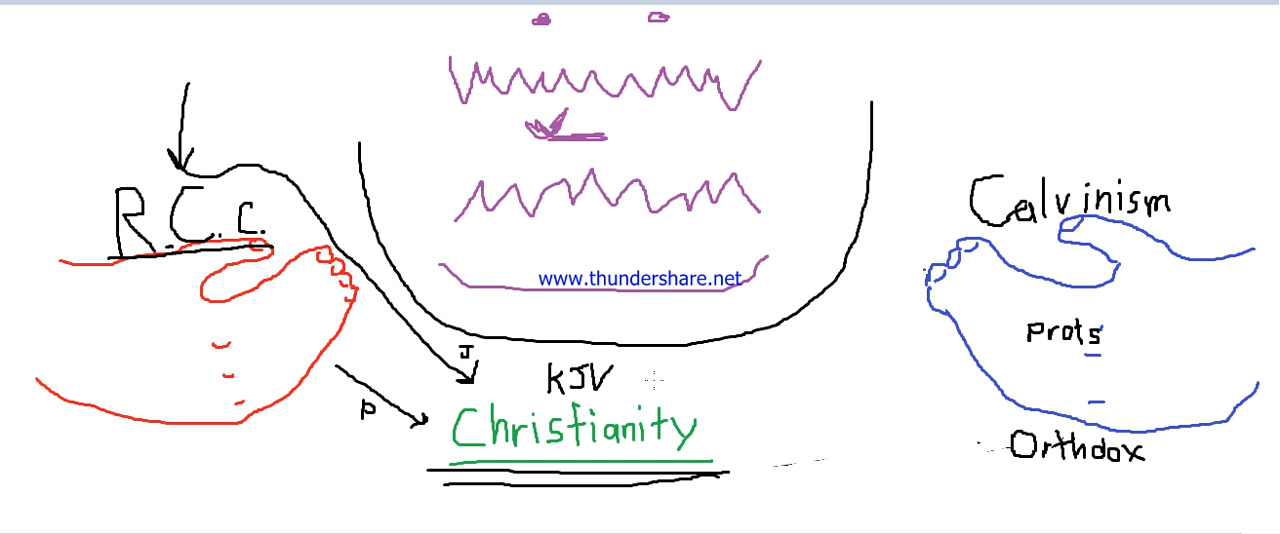 R.C.C.
Calvinism
www.thundershare.net
Prots
J
KJV
P
Christianity
Orthdox